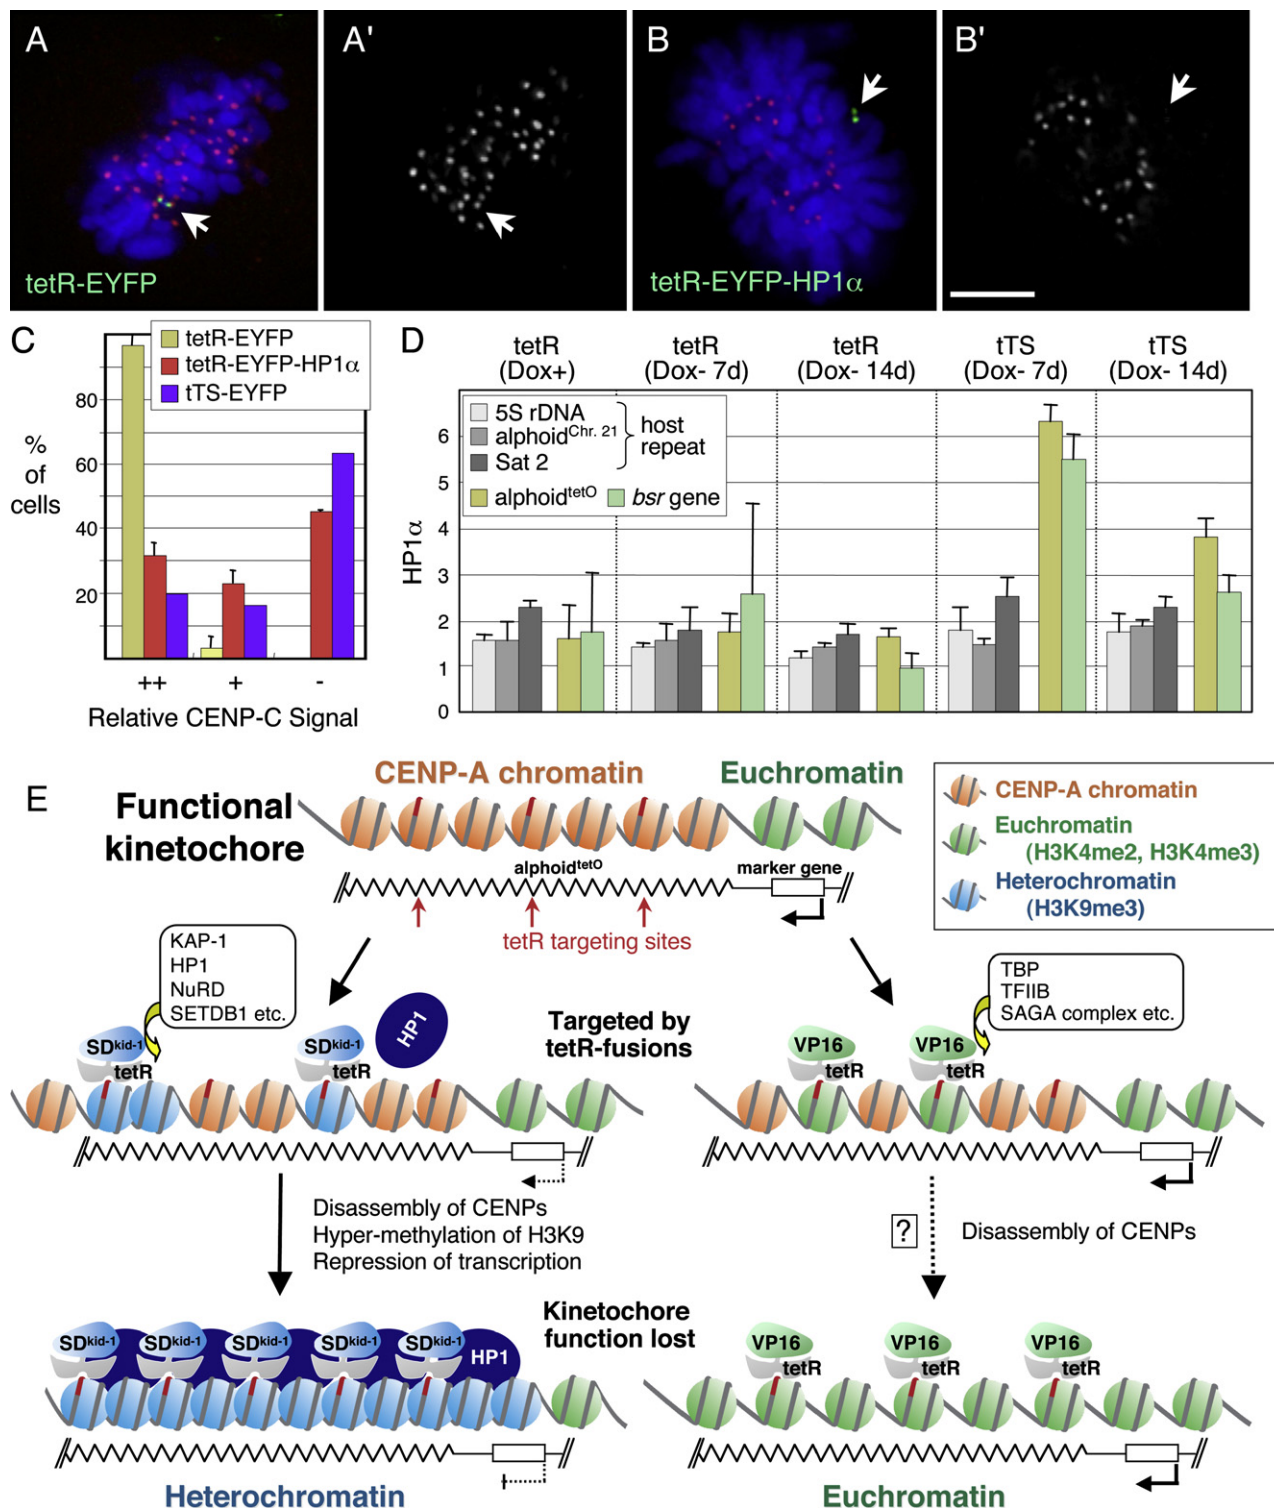 A
A'
B
B'
tetR-EYFP
tetR-EYFP-HP1α
C
tetR-EYFP
tetR-EYFP-HP1α
tTS-EYFP
80
60
40
20
% of cells
++ + -
Relative CENP-C Signal
D
tetR (Dox+)
tetR (Dox- 7d)
tetR (Dox- 14d)
tTS (Dox- 7d)
tTS (Dox- 14d)
5S rDNA
alphoid^Chr. 21
Sat 2
host repeat
alphoid^tetO
bsr gene
HP1α
6
5
4
3
2
1
0
E
Functional kinetochore
CENP-A chromatin
Euchromatin
alphoid^tetO
marker gene
tetR targeting sites
CENP-A chromatin
Euchromatin
(H3K4me2, H3K4me3)
Heterochromatin
(H3K9me3)
KAP-1
HP1
NuRD
SETDB1 etc.
SD^kid-1
tetR
SD^kid-1
tetR
HP1
Targeted by tetR-fusions
TBP
TFIIB
SAGA complex etc.
VP16
tetR
VP16
tetR
Disassembly of CENPs
Hyper-methylation of H3K9
Repression of transcription
?
Disassembly of CENPs
Kinetochore function lost
SD^kid-1
SD^kid-1
SD^kid-1
SD^kid-1
SD^kid-1
HP1
VP16
tetR
VP16
tetR
VP16
tetR
Heterochromatin
Euchromatin